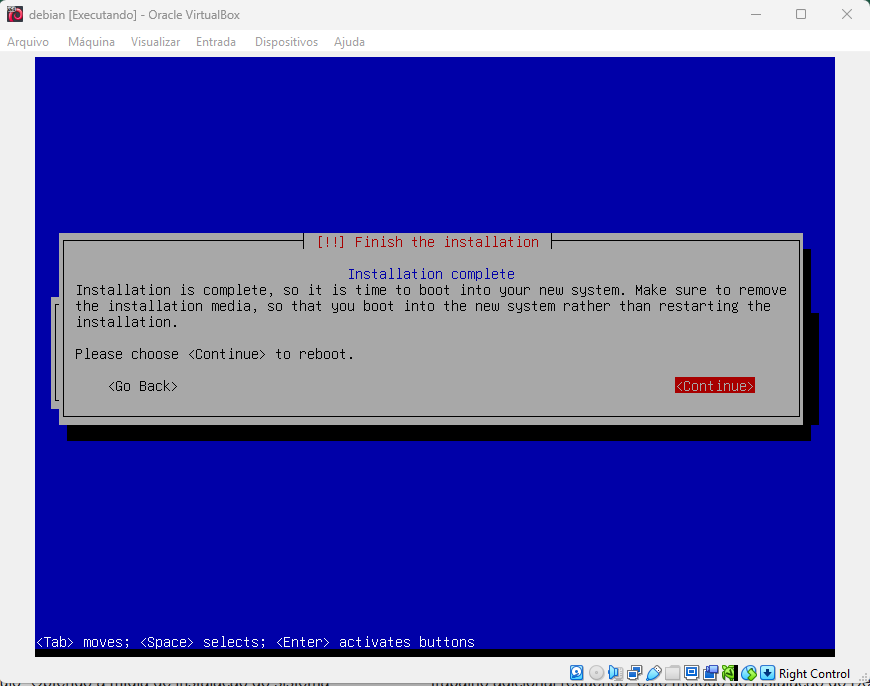 debian [Executando] - Oracle VirtualBox
Arquivo Máquina Visualizar Entrada Dispositivos Ajuda
[!!] Finish the installation
Installation complete
Installation is complete, so it is time to boot into your new system. Make sure to remove
the installation media, so that you boot into the new system rather than restarting the
installation.
Please choose <Continue> to reboot.
<Go Back> <Continue>
<Tab> moves; <Space> selects; <Enter> activates buttons
Right Control